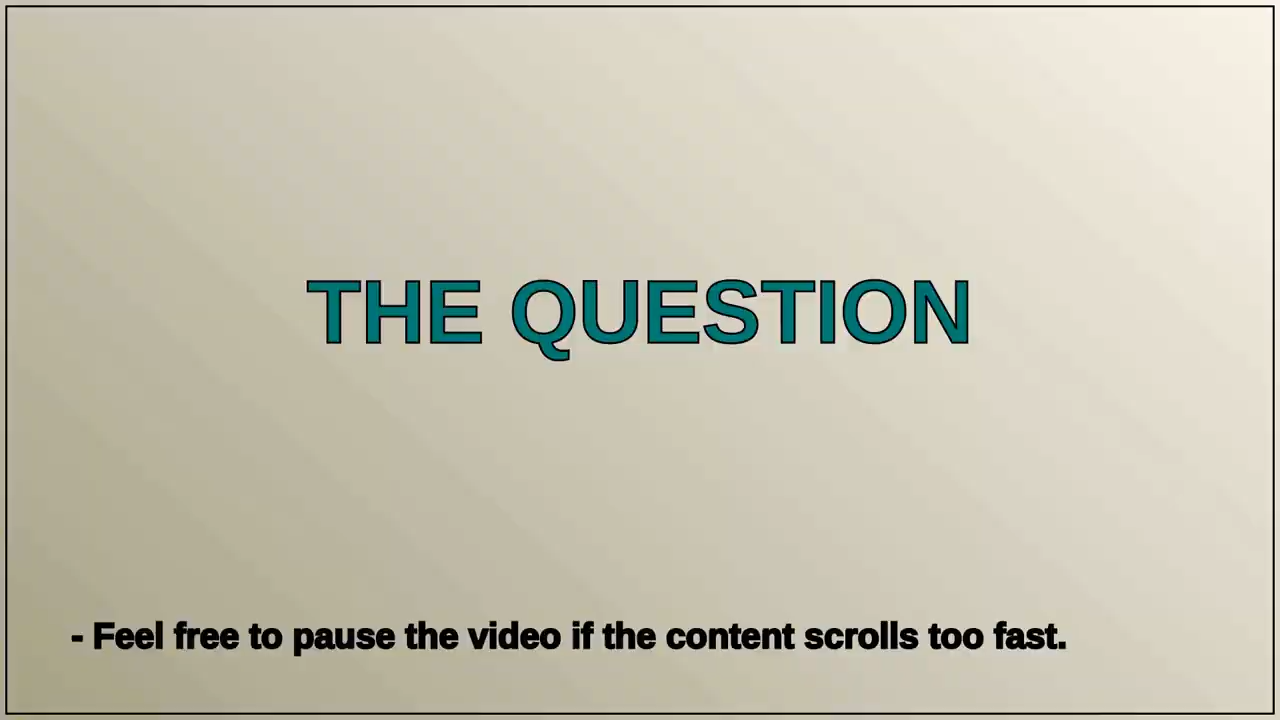 THE QUESTION
- Feel free to pause the video if the content scrolls too fast.